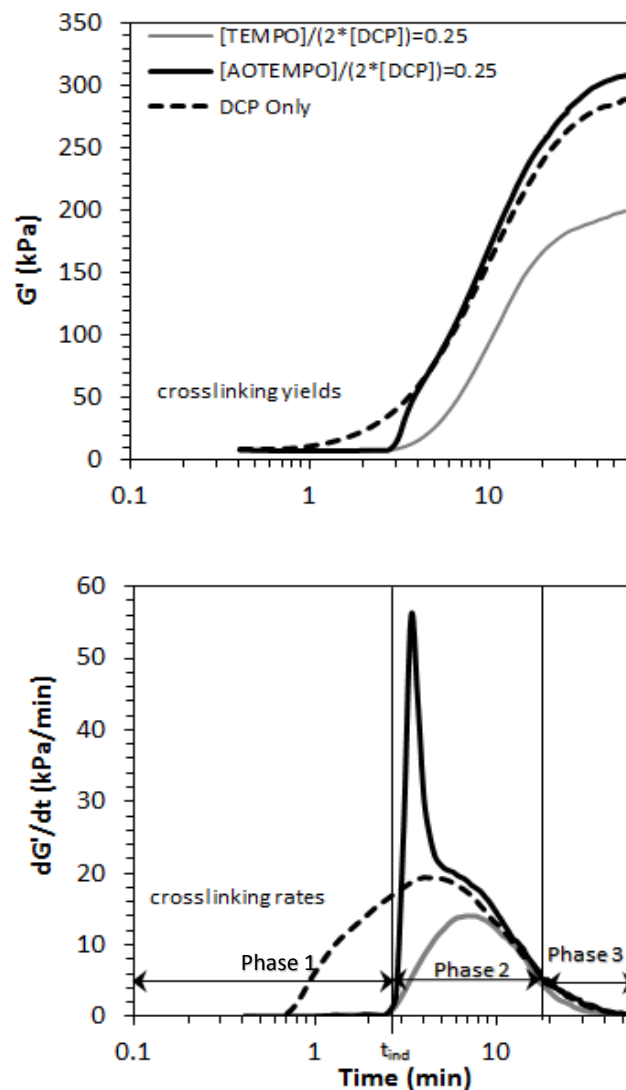 350
300
250
200
150
100
50
0
G' (kPa)
[TEMPO]/(2*[DCP])=0.25
[AOTEMPO]/(2*[DCP])=0.25
DCP Only
crosslinking yields
0.1 1 10
60
50
40
30
20
10
0
dG'/dt (kPa/min)
crosslinking rates
Phase 1
Phase 2
Phase 3
0.1 1 tind 10
Time (min)